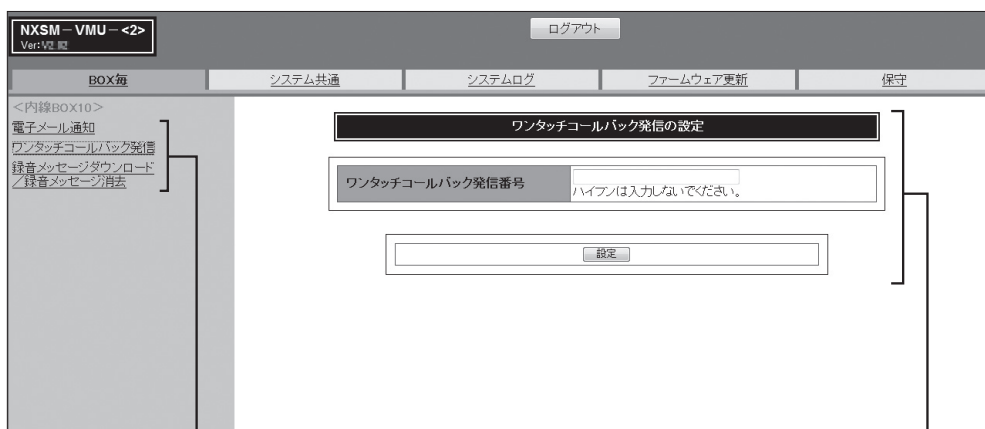 NXSM－VMU－<2>
Ver:
ログアウト
BOX毎
システム共通
システムログ
ファームウェア更新
保守
<内線BOX10>
電子メール通知
ワンタッチコールバック発信
録音メッセージダウンロード
／録音メッセージ消去
ワンタッチコールバック発信の設定
ワンタッチコールバック発信番号
ハイフンは入力しないでください。
設定